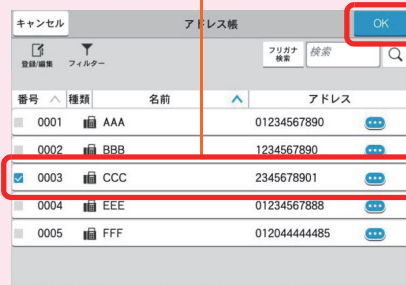 キャンセル アドレス帳 OK
登録/編集 フィルター フリガナ検索 検索
番号 種類 名前 アドレス
0001 AAA 01234567890
0002 BBB 1234567890
0003 CCC 2345678901
0004 EEE 01234567888
0005 FFF 012044444485